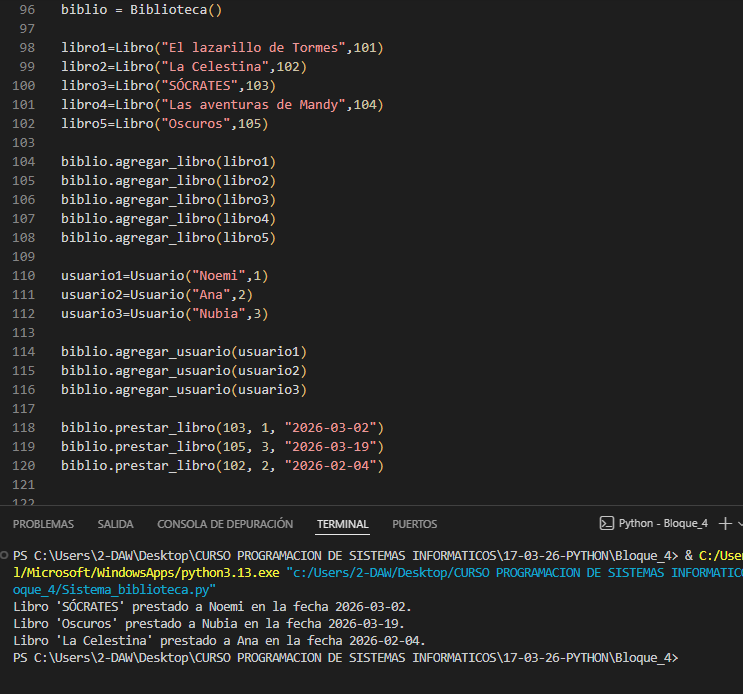 96 biblio = Biblioteca()
97
98 libro1=Libro("El lazarillo de Tormes",101)
99 libro2=Libro("La Celestina",102)
100 libro3=Libro("SÓCRATES",103)
101 libro4=Libro("Las aventuras de Mandy",104)
102 libro5=Libro("Oscuros",105)
103
104 biblio.agregar_libro(libro1)
105 biblio.agregar_libro(libro2)
106 biblio.agregar_libro(libro3)
107 biblio.agregar_libro(libro4)
108 biblio.agregar_libro(libro5)
109
110 usuario1=Usuario("Noemi",1)
111 usuario2=Usuario("Ana",2)
112 usuario3=Usuario("Nubia",3)
113
114 biblio.agregar_usuario(usuario1)
115 biblio.agregar_usuario(usuario2)
116 biblio.agregar_usuario(usuario3)
117
118 biblio.prestar_libro(103, 1, "2026-03-02")
119 biblio.prestar_libro(105, 3, "2026-03-19")
120 biblio.prestar_libro(102, 2, "2026-02-04")
121
122
PROBLEMAS SALIDA CONSOLA DE DEPURACIÓN TERMINAL PUERTOS Python - Bloque_4
PS C:\Users\2-DAW\Desktop\CURSO PROGRAMACION DE SISTEMAS INFORMATICOS\17-03-26-PYTHON\Bloque_4> & C:/User
l/Microsoft/WindowsApps/python3.13.exe "c:/Users/2-DAW/Desktop/CURSO PROGRAMACION DE SISTEMAS INFORMATICO
oque_4/Sistema_biblioteca.py"
Libro 'SÓCRATES' prestado a Noemi en la fecha 2026-03-02.
Libro 'Oscuros' prestado a Nubia en la fecha 2026-03-19.
Libro 'La Celestina' prestado a Ana en la fecha 2026-02-04.
PS C:\Users\2-DAW\Desktop\CURSO PROGRAMACION DE SISTEMAS INFORMATICOS\17-03-26-PYTHON\Bloque_4>